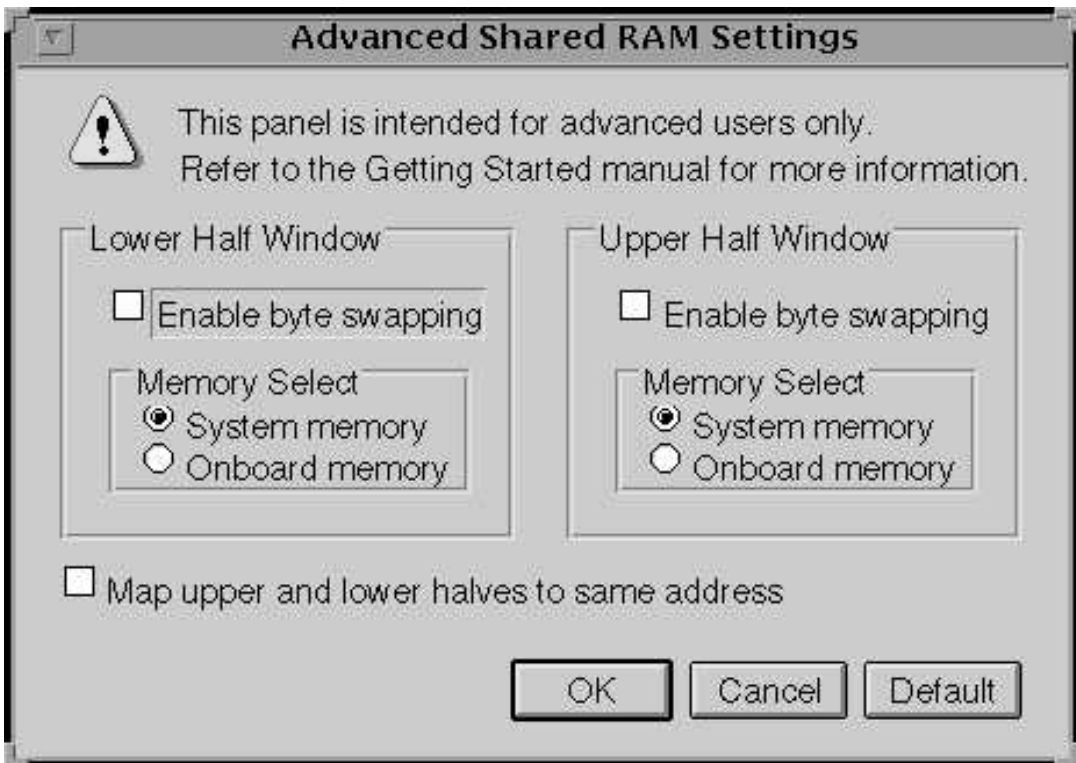 Advanced Shared RAM Settings
This panel is intended for advanced users only.
Refer to the Getting Started manual for more information.
Lower Half Window
Enable byte swapping
Memory Select
System memory
Onboard memory
Upper Half Window
Enable byte swapping
Memory Select
System memory
Onboard memory
Map upper and lower halves to same address
OK Cancel Default